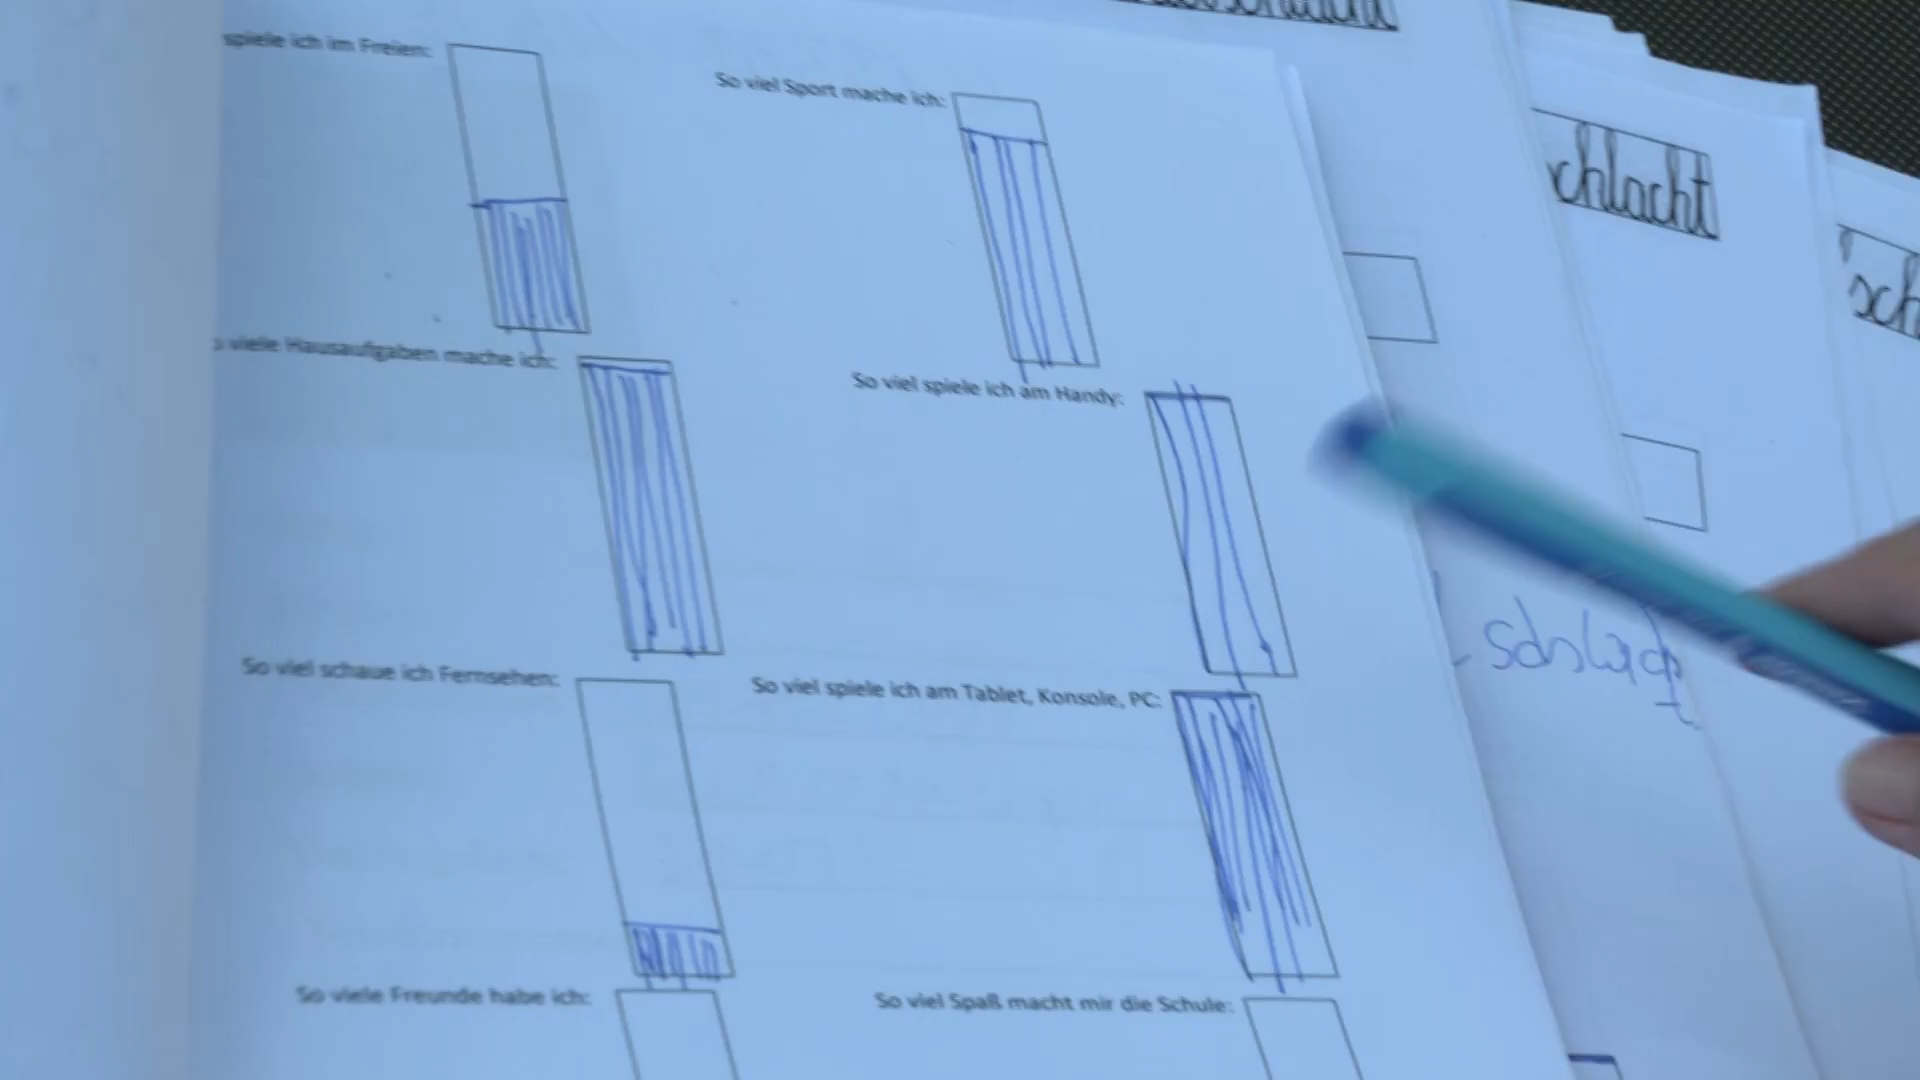 spiele ich im Freien:
So viel Sport mache ich:
viele Hausaufgaben mache ich:
So viel spiele ich am Handy:
So viel schaue ich Fernsehen:
So viel spiele ich am Tablet, Konsole, PC:
So viele Freunde habe ich:
So viel Spaß macht mir die Schule:
schlacht
chlacht
sch